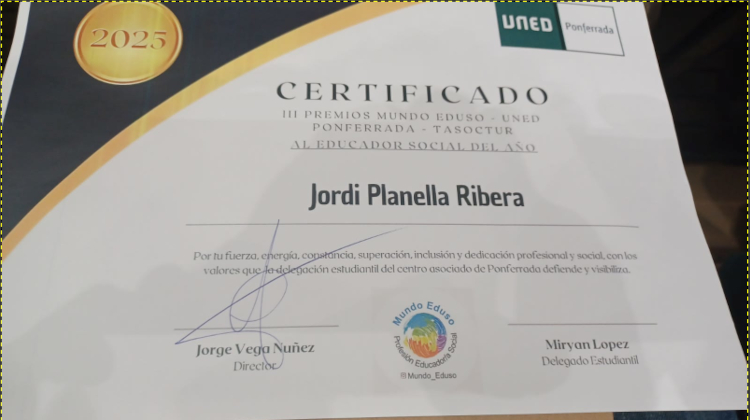 2025
UNED
Ponferrada
CERTIFICADO
III PREMIOS MUNDO EDUSO - UNED
PONFERRADA - TASOCTUR
AL EDUCADOR SOCIAL DEL AÑO
Jordi Planella Ribera
Por tu fuerza, energía, constancia, superación, inclusión y dedicación profesional y social, con los
valores que la delegación estudiantil del centro asociado de Ponferrada defiende y visibiliza.
Jorge Vega Nuñez
Director
Mundo Eduso
Profesión Educador/a Social
@Mundo_Eduso
Miryan Lopez
Delegado Estudiantil